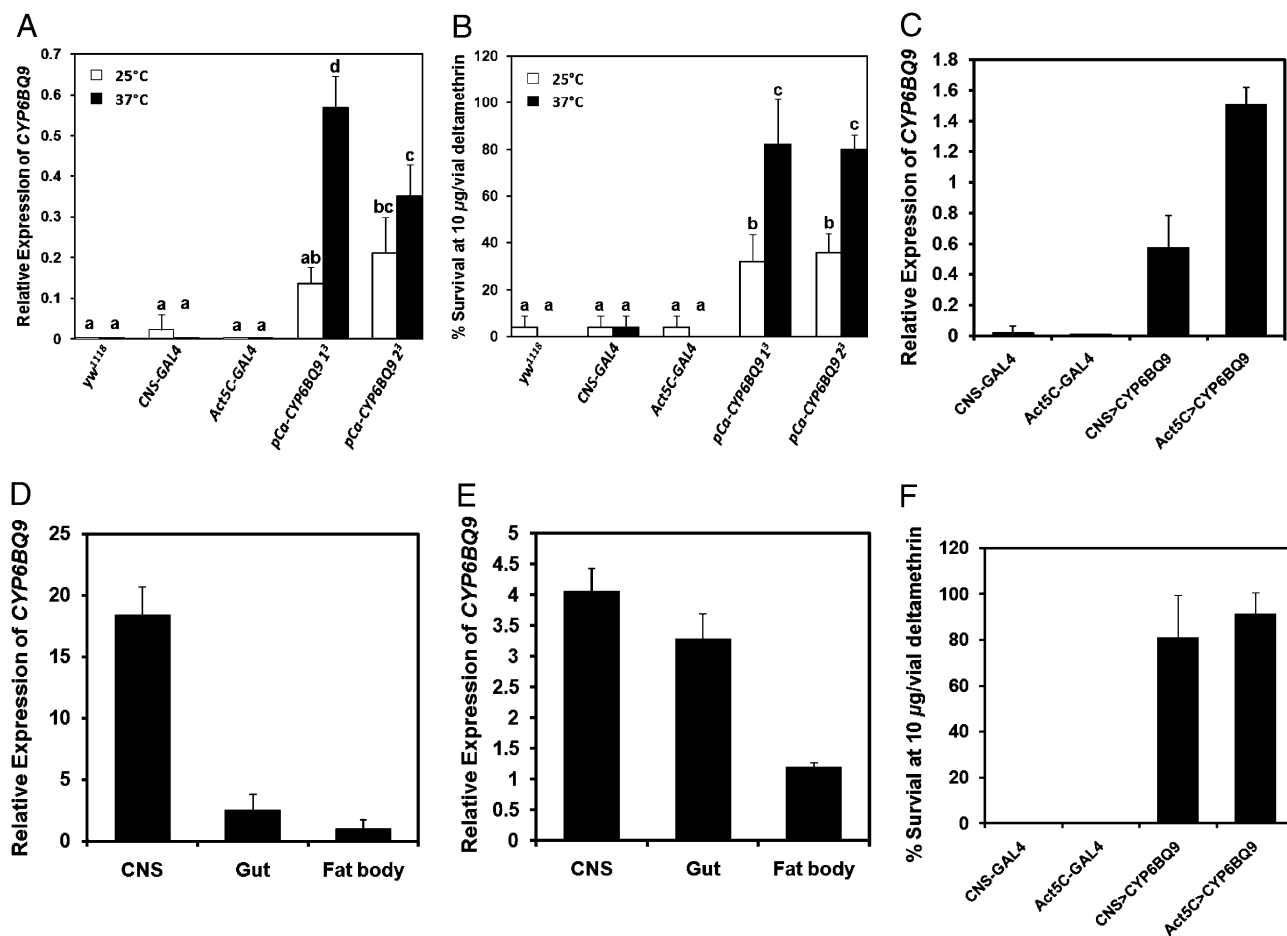 A
Relative Expression of CYP6BQ9
0.7
0.6
0.5
0.4
0.3
0.2
0.1
0
25°C
37°C
a a
a a
a a
ab d
bc c
yw1118
CNS-GAL4
Act5C-GAL4
pCa-CYP6BQ9 1³
pCa-CYP6BQ9 2³
B
% Survival at 10 µg/vial deltamethrin
120
100
80
60
40
20
0
25°C
37°C
a a
a a
a a
b c
b c
yw1118
CNS-GAL4
Act5C-GAL4
pCa-CYP6BQ9 1³
pCa-CYP6BQ9 2³
C
Relative Expression of CYP6BQ9
1.8
1.6
1.4
1.2
1
0.8
0.6
0.4
0.2
0
CNS-GAL4
Act5C-GAL4
CNS>CYP6BQ9
Act5C>CYP6BQ9
D
Relative Expression of CYP6BQ9
25
20
15
10
5
0
CNS
Gut
Fat body
E
Relative Expression of CYP6BQ9
5
4.5
4
3.5
3
2.5
2
1.5
1
0.5
0
CNS
Gut
Fat body
F
% Survial at 10 µg/vial deltamethrin
120
100
80
60
40
20
0
CNS-GAL4
Act5C-GAL4
CNS>CYP6BQ9
Act5C>CYP6BQ9